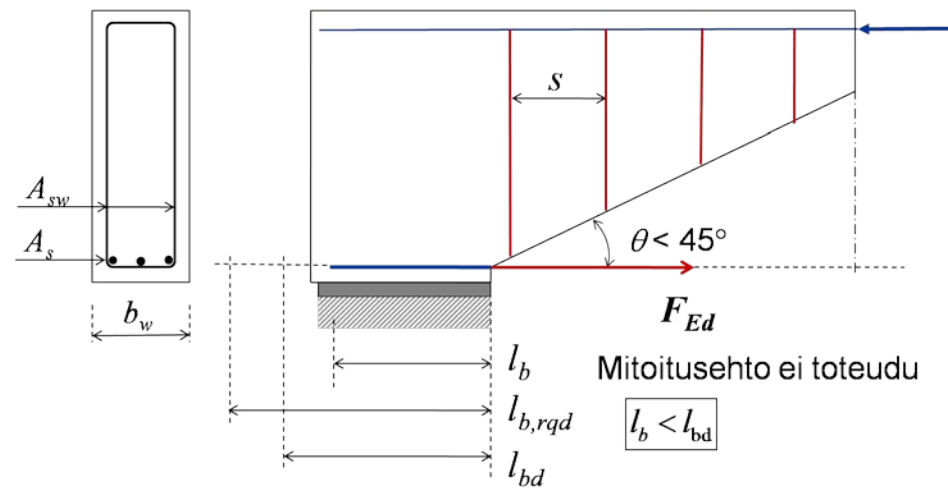 s
A_sw
A_s
b_w
θ < 45°
F_Ed
l_b
l_b,rqd
l_bd
Mitoitusehto ei toteudu
l_b < l_bd